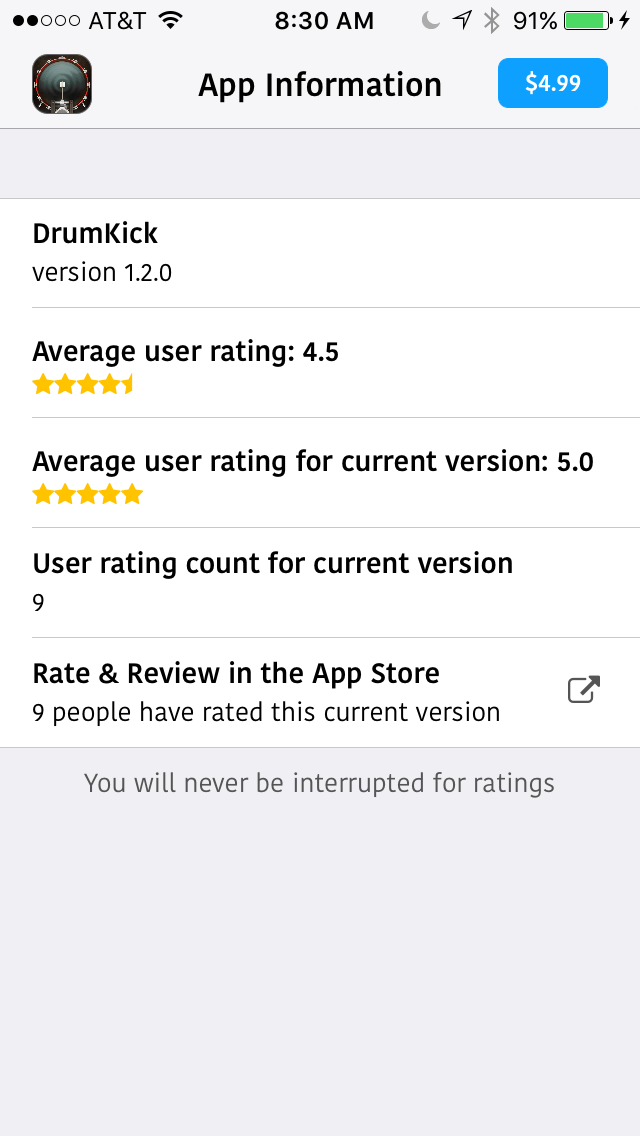 AT&T 8:30 AM 91%
App Information $4.99
DrumKick
version 1.2.0
Average user rating: 4.5
Average user rating for current version: 5.0
User rating count for current version
9
Rate & Review in the App Store
9 people have rated this current version
You will never be interrupted for ratings